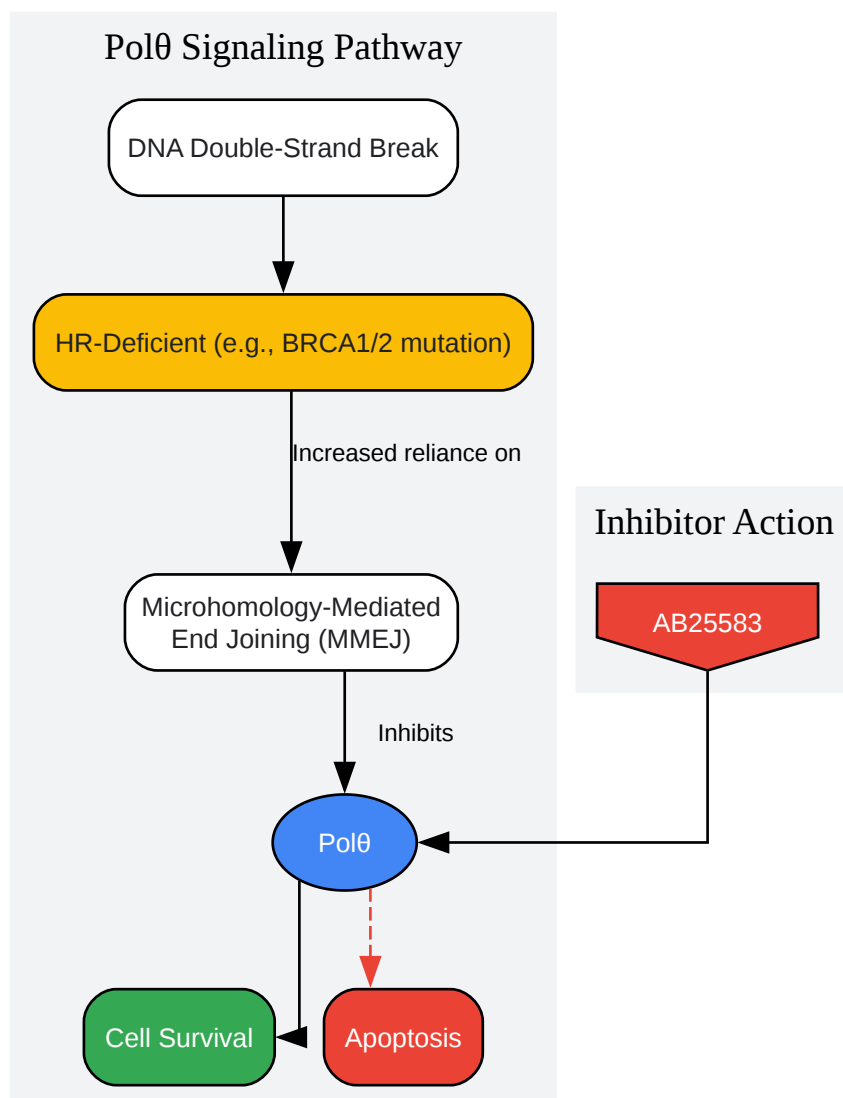 Polθ Signaling Pathway
DNA Double-Strand Break
HR-Deficient (e.g., BRCA1/2 mutation)
Increased reliance on
Inhibitor Action
Microhomology-Mediated
End Joining (MMEJ)
AB25583
Inhibits
Polθ
Cell Survival
Apoptosis